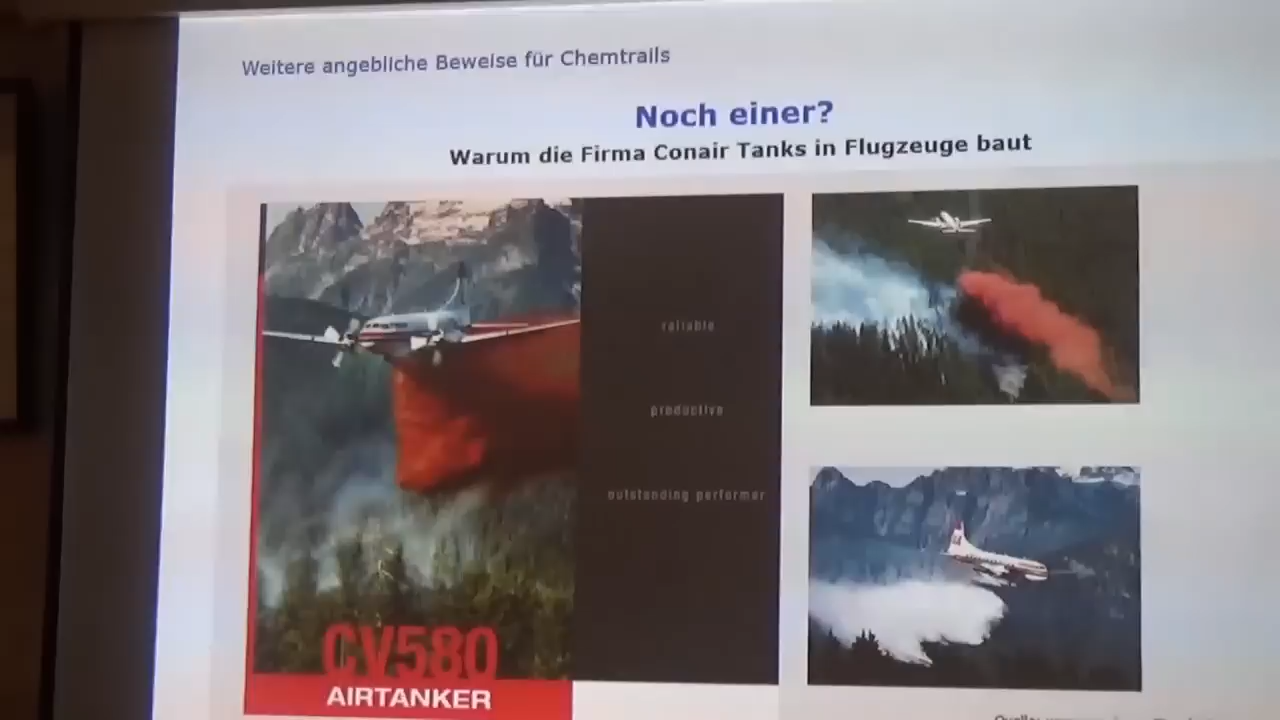 Weitere angebliche Beweise für Chemtrails
Noch einer?
Warum die Firma Conair Tanks in Flugzeuge baut
reliable
productive
outstanding performer
CV580
AIRTANKER